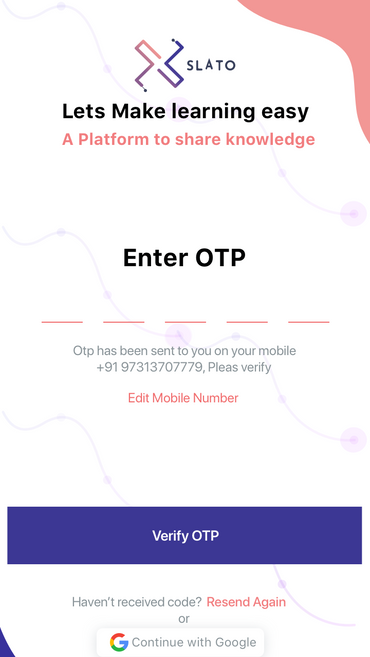 SLATO
Lets Make learning easy
A Platform to share knowledge
Enter OTP
Otp has been sent to you on your mobile
+91 97313707779, Pleas verify
Edit Mobile Number
Verify OTP
Haven't received code? Resend Again
or
Continue with Google